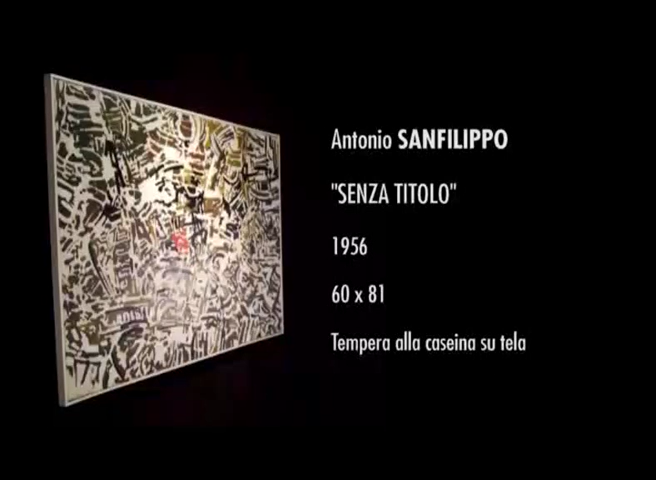 Antonio SANFILIPPO
"SENZA TITOLO"
1956
60 x 81
Tempera alla caseina su tela